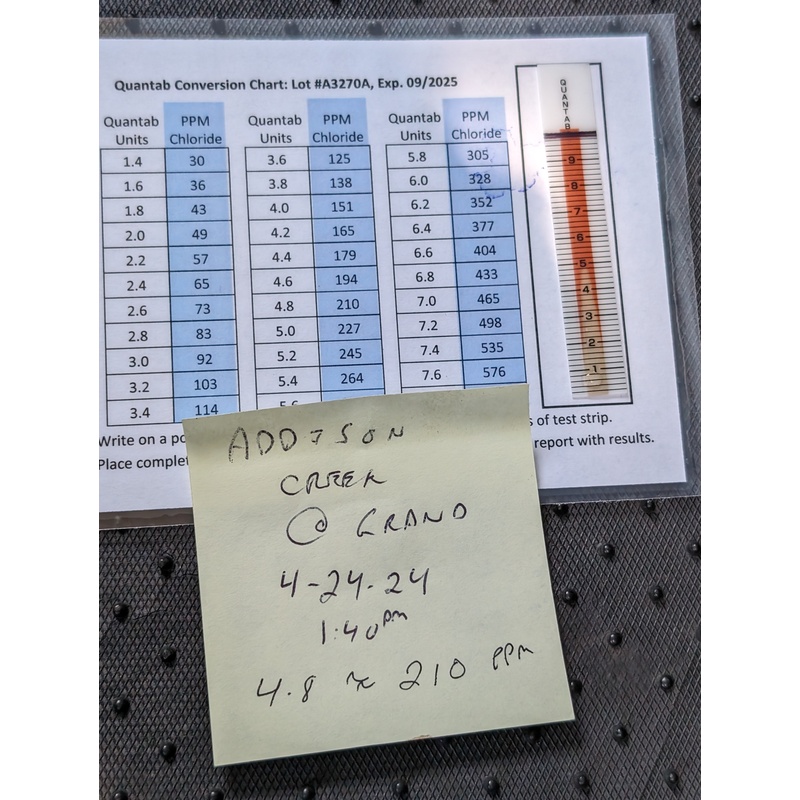 Quantab Conversion Chart: Lot #A3270A, Exp. 09/2025
Quantab Units PPM Chloride Quantab Units PPM Chloride Quantab Units PPM Chloride
1.4 30 3.6 125 5.8 305
1.6 36 3.8 138 6.0 328
1.8 43 4.0 151 6.2 352
2.0 49 4.2 165 6.4 377
2.2 57 4.4 179 6.6 404
2.4 65 4.6 194 6.8 433
2.6 73 4.8 210 7.0 465
2.8 83 5.0 227 7.2 498
3.0 92 5.2 245 7.4 535
3.2 103 5.4 264 7.6 576
3.4 114
QUANTAB
9
8
7
6
5
4
3
2
1
Write on a
of test strip.
Place
report with results.
ADDISON
CREEK
@ GRAND
4-24-24
1:40 PM
4.8 ≈ 210 PPM